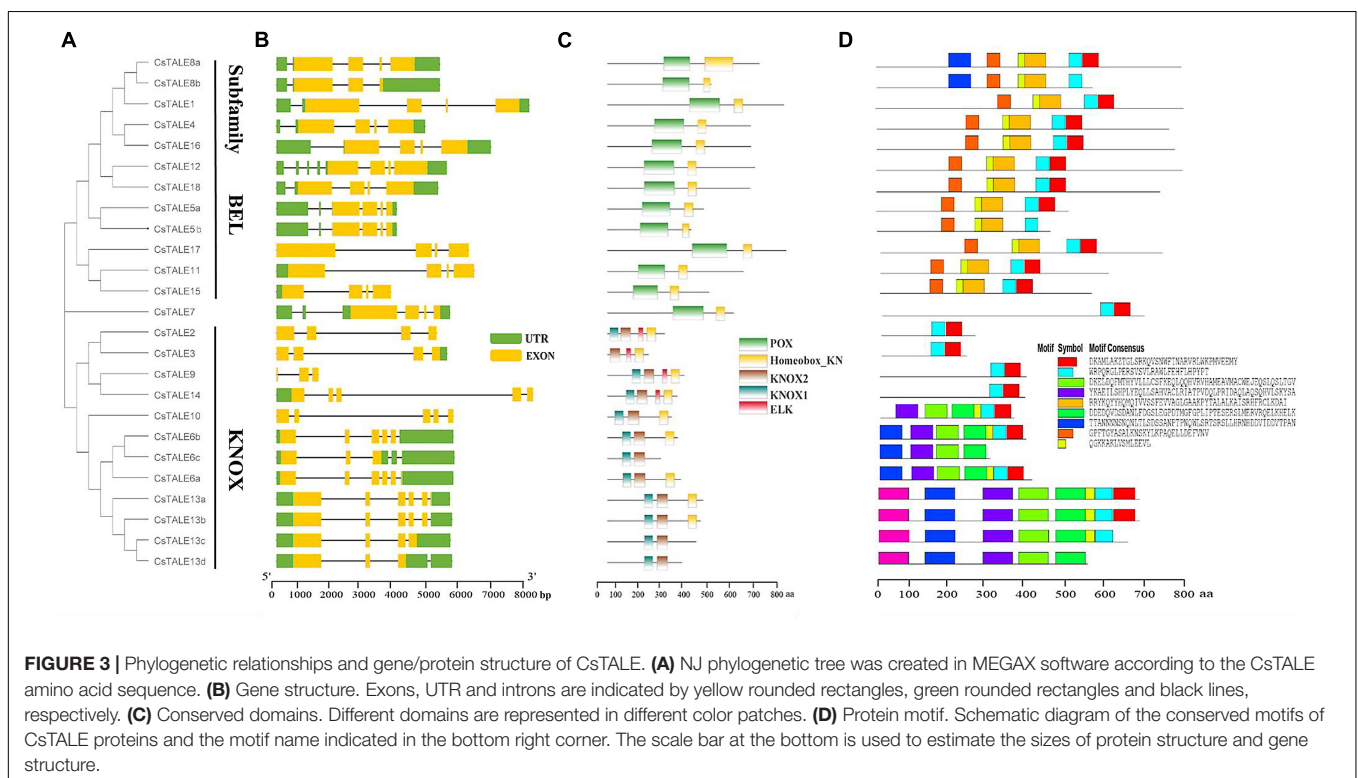 A
B
C
D
CsTALE8a
CsTALE8b
CsTALE1
CsTALE4
CsTALE16
CsTALE12
CsTALE18
CsTALE5a
CsTALE5b
CsTALE17
CsTALE11
CsTALE15
CsTALE7
CsTALE2
CsTALE3
CsTALE9
CsTALE14
CsTALE10
CsTALE6b
CsTALE6c
CsTALE6a
CsTALE13a
CsTALE13b
CsTALE13c
CsTALE13d
Subfamily
BEL
KNOX
UTR
EXON
5'
3'
0 1000 2000 3000 4000 5000 6000 7000 8000 bp
POX
Homeobox_KN
KNOX2
KNOX1
ELK
0 100 200 300 400 500 600 700 800 aa
Motif Symbol Motif Consensus
WRPQRGLPERSVSVLRAWLFEHFLHPYPT
GPFTGYASALKNSKYLKPAQELLDEFVNV
QGKKAKLVSMLEEVL
0 100 200 300 400 500 600 700 800 aa
FIGURE 3 | Phylogenetic relationships and gene/protein structure of CsTALE. (A) NJ phylogenetic tree was created in MEGAX software according to the CsTALE
amino acid sequence. (B) Gene structure. Exons, UTR and introns are indicated by yellow rounded rectangles, green rounded rectangles and black lines,
respectively. (C) Conserved domains. Different domains are represented in different color patches. (D) Protein motif. Schematic diagram of the conserved motifs of
CsTALE proteins and the motif name indicated in the bottom right corner. The scale bar at the bottom is used to estimate the sizes of protein structure and gene
structure.